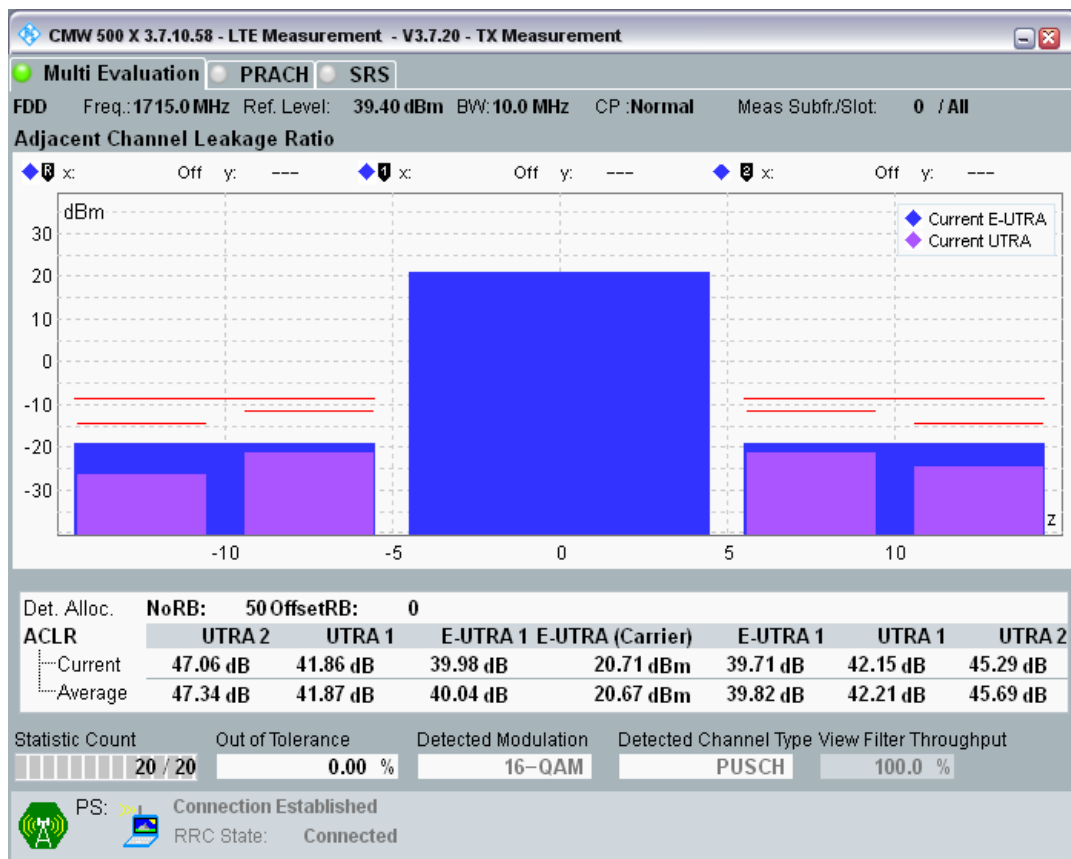 CMW 500 X 3.7.10.58 - LTE Measurement - V3.7.20 - TX Measurement
Multi Evaluation PRACH SRS
FDD Freq.: 1715.0 MHz Ref. Level: 39.40 dBm BW: 10.0 MHz CP :Normal Meas Subfr./Slot: 0 / All
Adjacent Channel Leakage Ratio
R x: Off y: --- 1 x: Off y: --- 2 x: Off y: ---
dBm
Current E-UTRA
Current UTRA
30
20
10
0
-10
-20
-30
z
-10 -5 0 5 10
Det. Alloc. NoRB: 50 OffsetRB: 0
ACLR UTRA 2 UTRA 1 E-UTRA 1 E-UTRA (Carrier) E-UTRA 1 UTRA 1 UTRA 2
Current 47.06 dB 41.86 dB 39.98 dB 20.71 dBm 39.71 dB 42.15 dB 45.29 dB
Average 47.34 dB 41.87 dB 40.04 dB 20.67 dBm 39.82 dB 42.21 dB 45.69 dB
Statistic Count Out of Tolerance Detected Modulation Detected Channel Type View Filter Throughput
20 / 20 0.00 % 16-QAM PUSCH 100.0 %
PS: Connection Established
RRC State: Connected